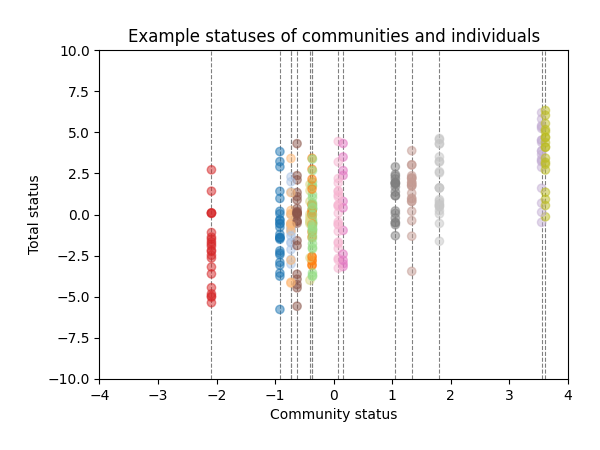 Example statuses of communities and individuals
10.0
7.5
5.0
2.5
0.0
−2.5
−5.0
−7.5
−10.0
Total status
−4 −3 −2 −1 0 1 2 3 4
Community status